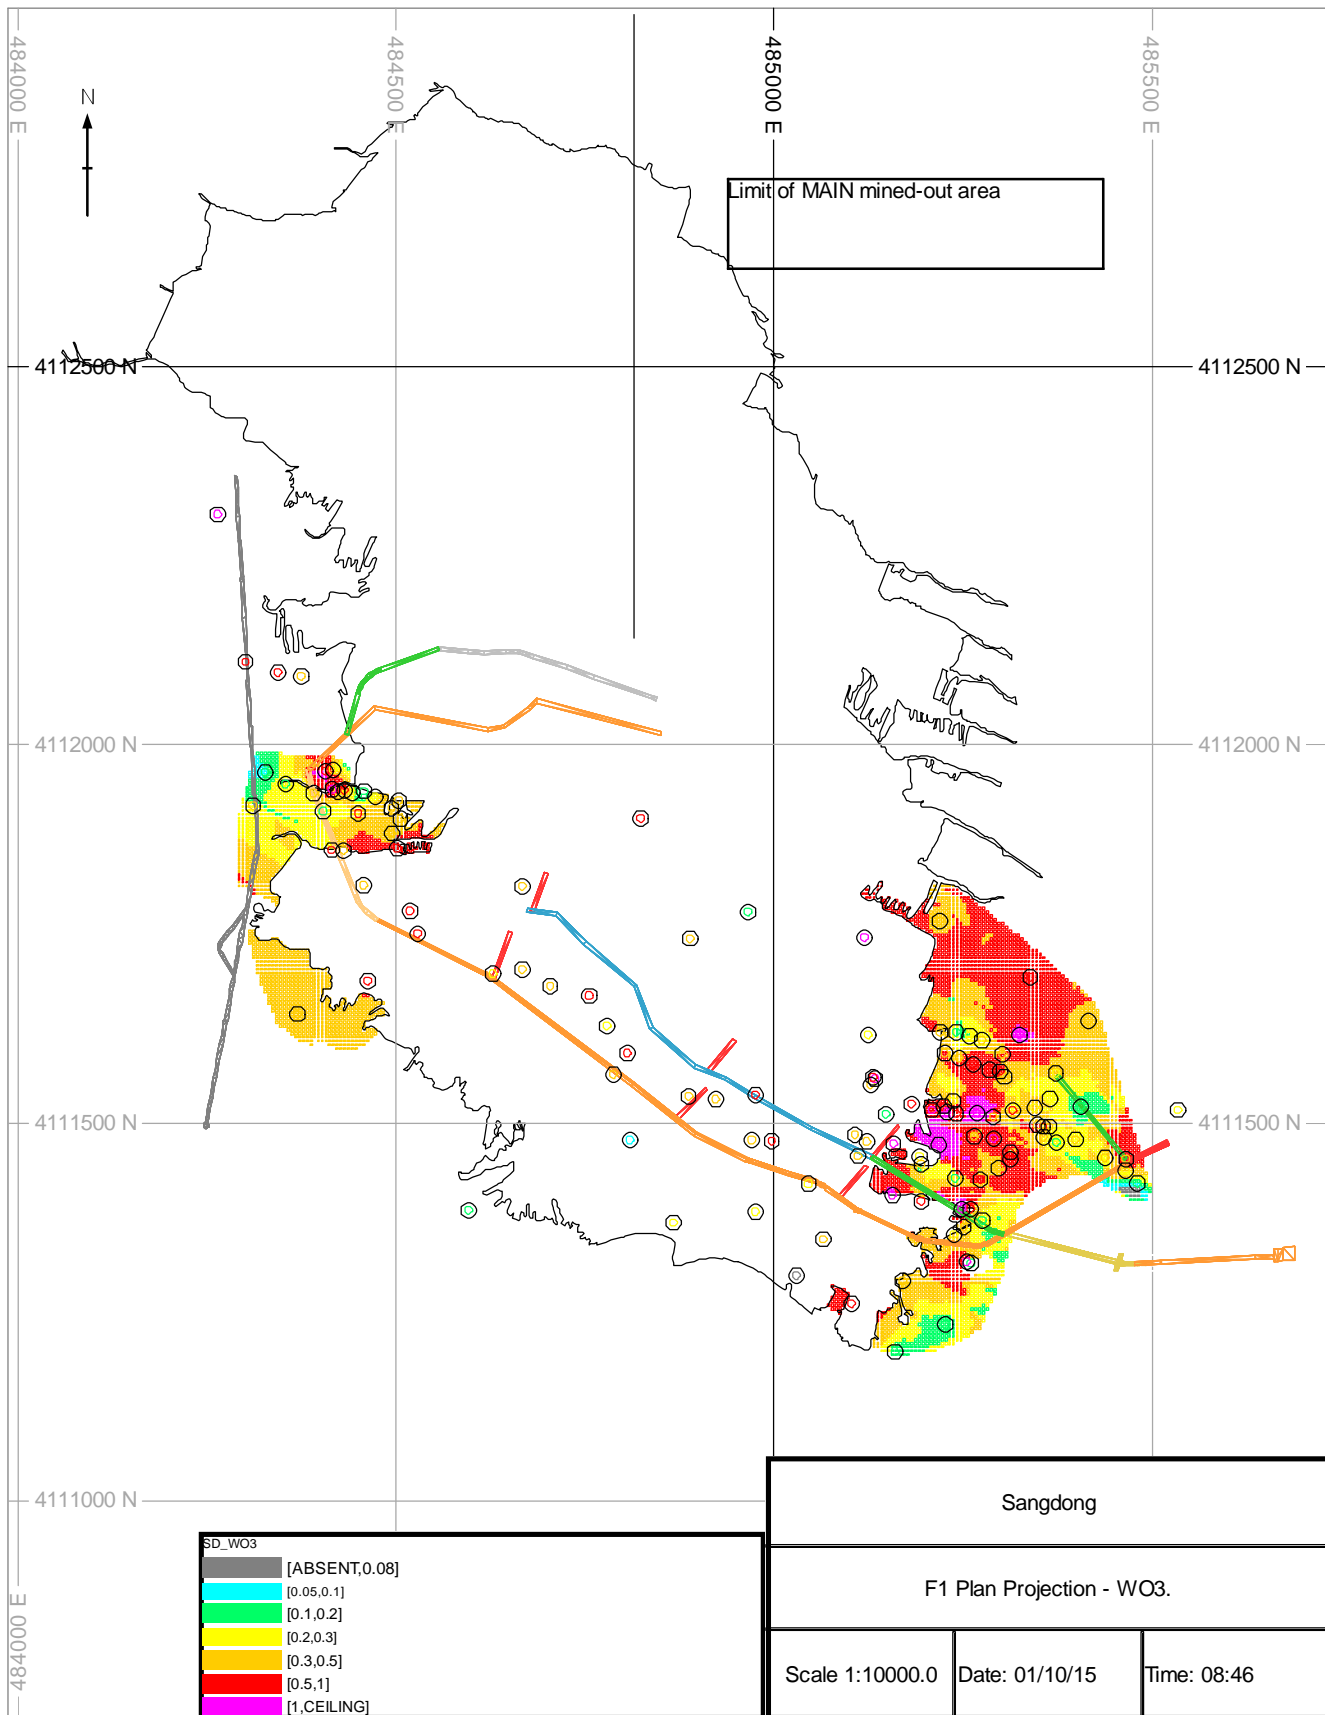 484000 E
484500 E
485000 E
485500 E
N
Limit of MAIN mined-out area
4112500 N
4112500 N
4112000 N
4112000 N
4111500 N
4111500 N
4111000 N
484000 E
SD_WO3
[ABSENT,0.08]
[0.05,0.1]
[0.1,0.2]
[0.2,0.3]
[0.3,0.5]
[0.5,1]
[1,CEILING]
Sangdong
F1 Plan Projection - WO3.
Scale 1:10000.0
Date: 01/10/15
Time: 08:46